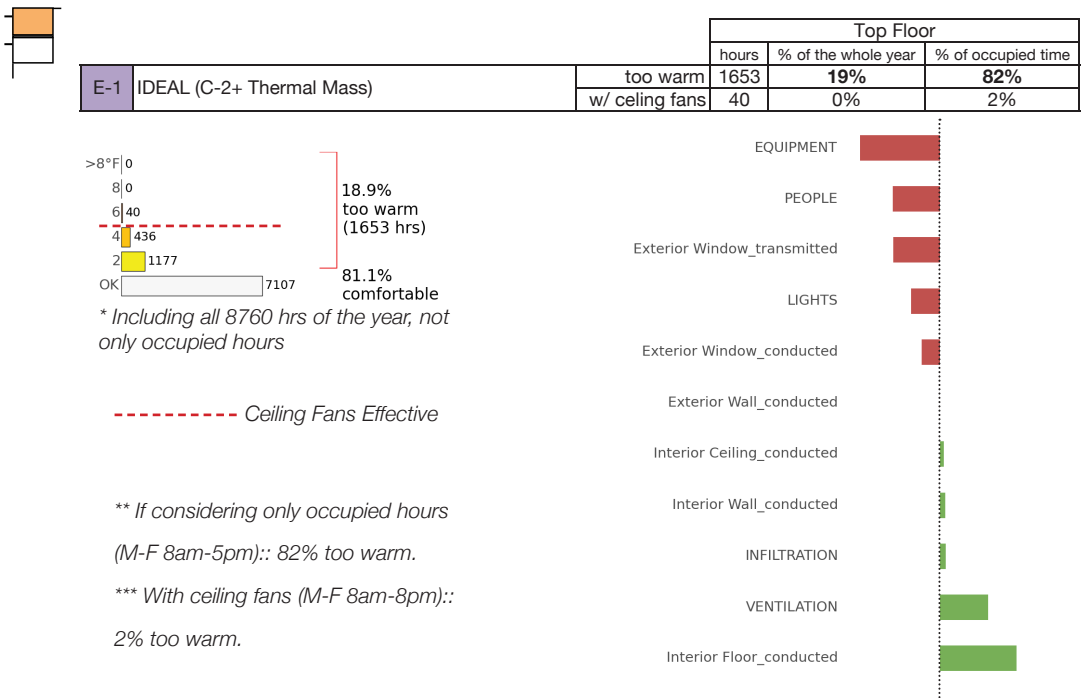 Top Floor
hours % of the whole year % of occupied time
E-1 IDEAL (C-2+ Thermal Mass) too warm 1653 19% 82%
w/ celing fans 40 0% 2%
>8°F 0
8 0
6 40
4 436
2 1177
OK 7107
18.9%
too warm
(1653 hrs)
81.1%
comfortable
* Including all 8760 hrs of the year, not
only occupied hours
Ceiling Fans Effective
** If considering only occupied hours
(M-F 8am-5pm):: 82% too warm.
*** With ceiling fans (M-F 8am-8pm)::
2% too warm.
EQUIPMENT
PEOPLE
Exterior Window_transmitted
LIGHTS
Exterior Window_conducted
Exterior Wall_conducted
Interior Ceiling_conducted
Interior Wall_conducted
INFILTRATION
VENTILATION
Interior Floor_conducted